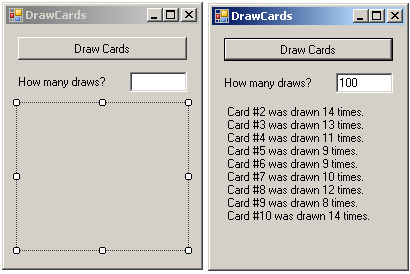 DrawCards
Draw Cards
How many draws?
DrawCards
Draw Cards
How many draws? 100
Card #2 was drawn 14 times.
Card #3 was drawn 13 times.
Card #4 was drawn 11 times.
Card #5 was drawn 9 times.
Card #6 was drawn 9 times.
Card #7 was drawn 10 times.
Card #8 was drawn 12 times.
Card #9 was drawn 8 times.
Card #10 was drawn 14 times.